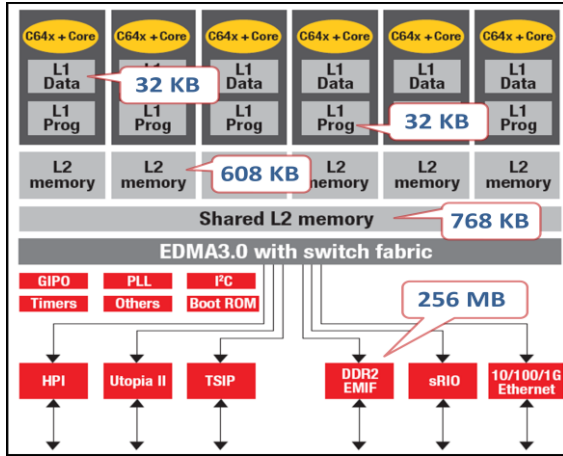 C64x + Core C64x + Core C64x + Core C64x + Core C64x + Core C64x + Core
L1 Data L1 L1 Data L1 Data L1 Data L1 Data
32 KB
L1 Prog L1 Prog L1 Prog L1 Prog L1 L1 Prog
32 KB
L2 memory L2 memory L2 memory L2 memory L2 memory
608 KB
Shared L2 memory
768 KB
EDMA3.0 with switch fabric
GIPO PLL I²C
Timers Others Boot ROM
256 MB
HPI Utopia II TSIP DDR2 EMIF sRIO 10/100/1G Ethernet